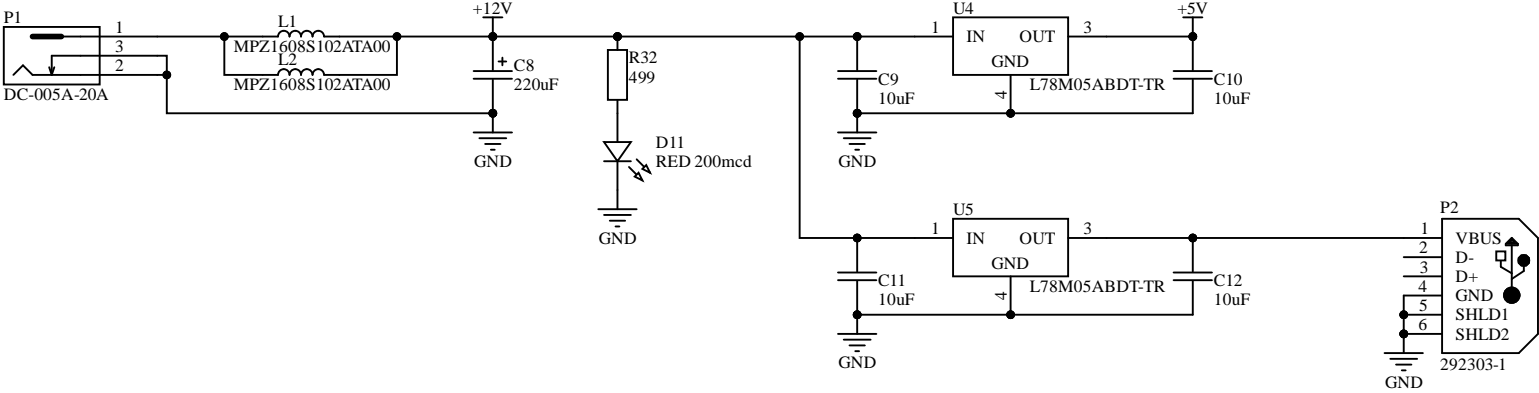 P1
1
3
2
DC-005A-20A
L1
MPZ1608S102ATA00
L2
MPZ1608S102ATA00
+12V
+
C8
220uF
GND
R32
499
D11
RED 200mcd
GND
C9
10uF
GND
U4
1
IN
OUT
3
GND
4
L78M05ABDT-TR
+5V
C10
10uF
C11
10uF
GND
U5
1
IN
OUT
3
GND
4
L78M05ABDT-TR
C12
10uF
P2
1
VBUS
2
D-
3
D+
4
GND
5
SHLD1
6
SHLD2
292303-1
GND